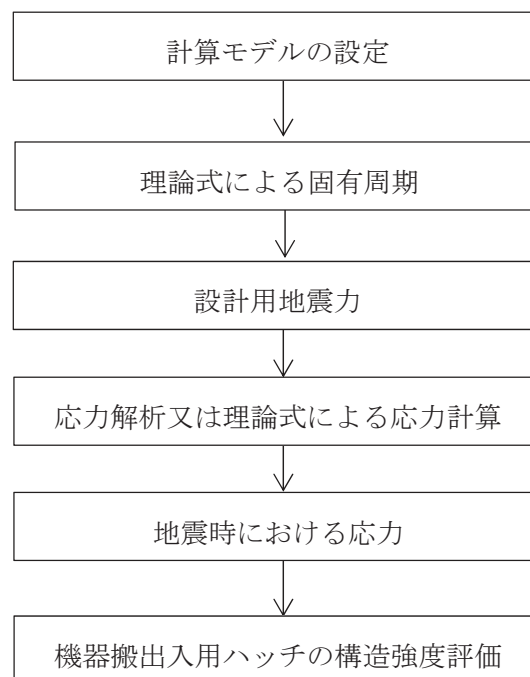 計算モデルの設定
理論式による固有周期
設計用地震力
応力解析又は理論式による応力計算
地震時における応力
機器搬出入用ハッチの構造強度評価